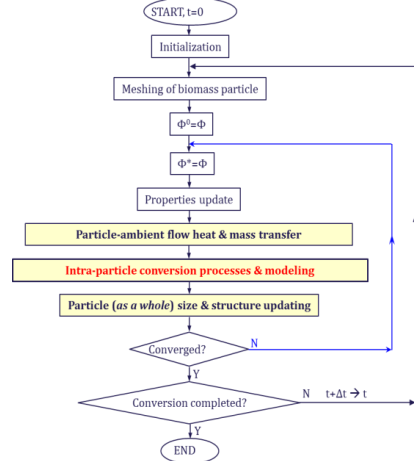 START, t=0
Initialization
Meshing of biomass particle
Φ⁰=Φ
Φ*=Φ
Properties update
Particle-ambient flow heat & mass transfer
Intra-particle conversion processes & modeling
Particle (as a whole) size & structure updating
Converged?
N
Y
Conversion completed?
N t+Δt → t
Y
END